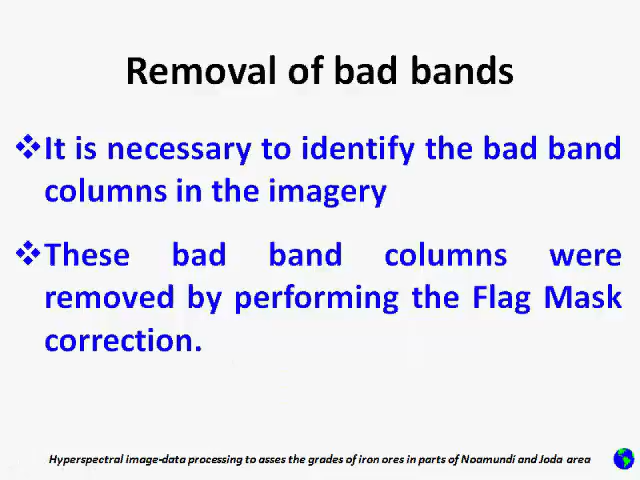 Removal of bad bands
❖It is necessary to identify the bad band
columns in the imagery
❖These bad band columns were
removed by performing the Flag Mask
correction.
Hyperspectral image-data processing to asses the grades of iron ores in parts of Noamundi and Joda area